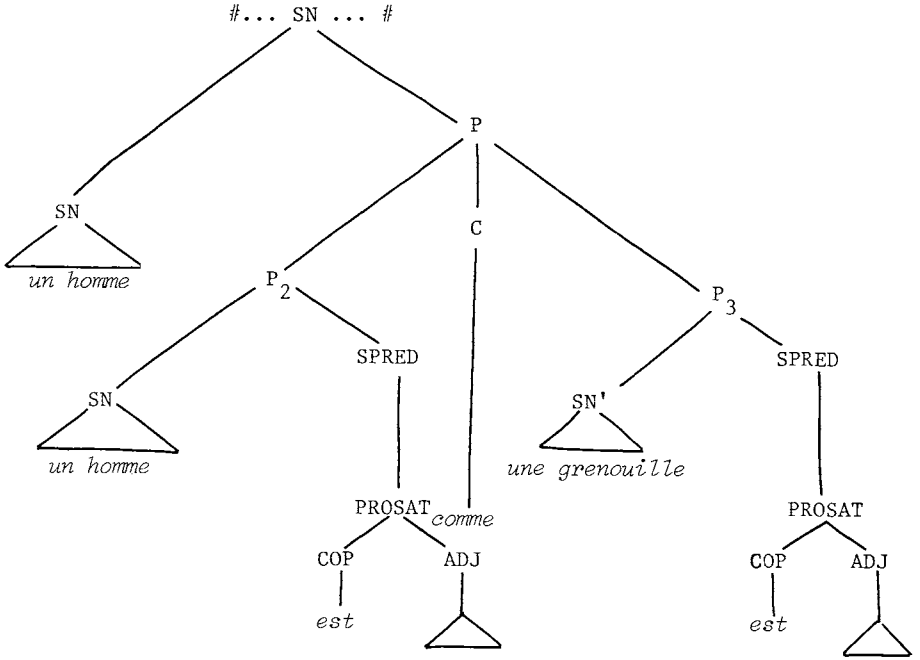 #... SN ... #
P
SN
C
un homme
P2
P3
SPRED
SPRED
SN
SN'
un homme
une grenouille
PROSAT
comme
PROSAT
COP
ADJ
COP
ADJ
est
est